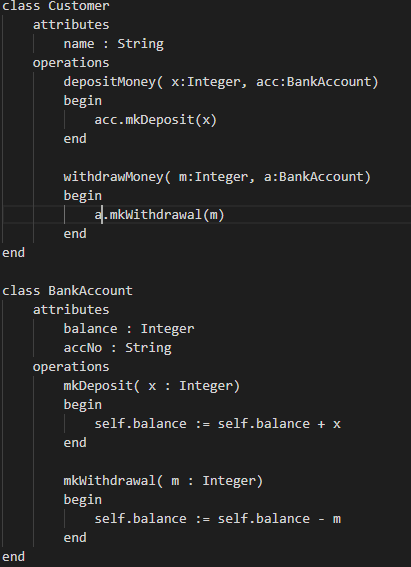 class Customer
    attributes
        name : String
    operations
        depositMoney( x:Integer, acc:BankAccount)
        begin
            acc.mkDeposit(x)
        end

        withdrawMoney( m:Integer, a:BankAccount)
        begin
            a.mkWithdrawal(m)
        end
end

class BankAccount
    attributes
        balance : Integer
        accNo : String
    operations
        mkDeposit( x : Integer)
        begin
            self.balance := self.balance + x
        end

        mkWithdrawal( m : Integer)
        begin
            self.balance := self.balance - m
        end
end